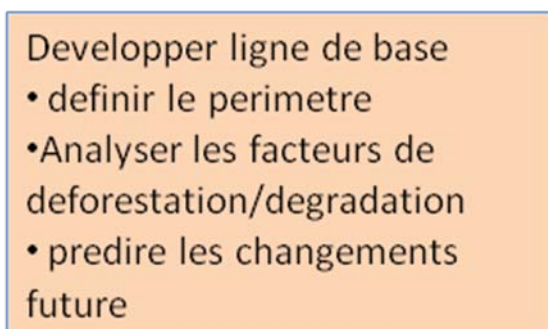 Developper ligne de base
• definir le perimetre
•Analyser les facteurs de
deforestation/degradation
• predire les changements
future